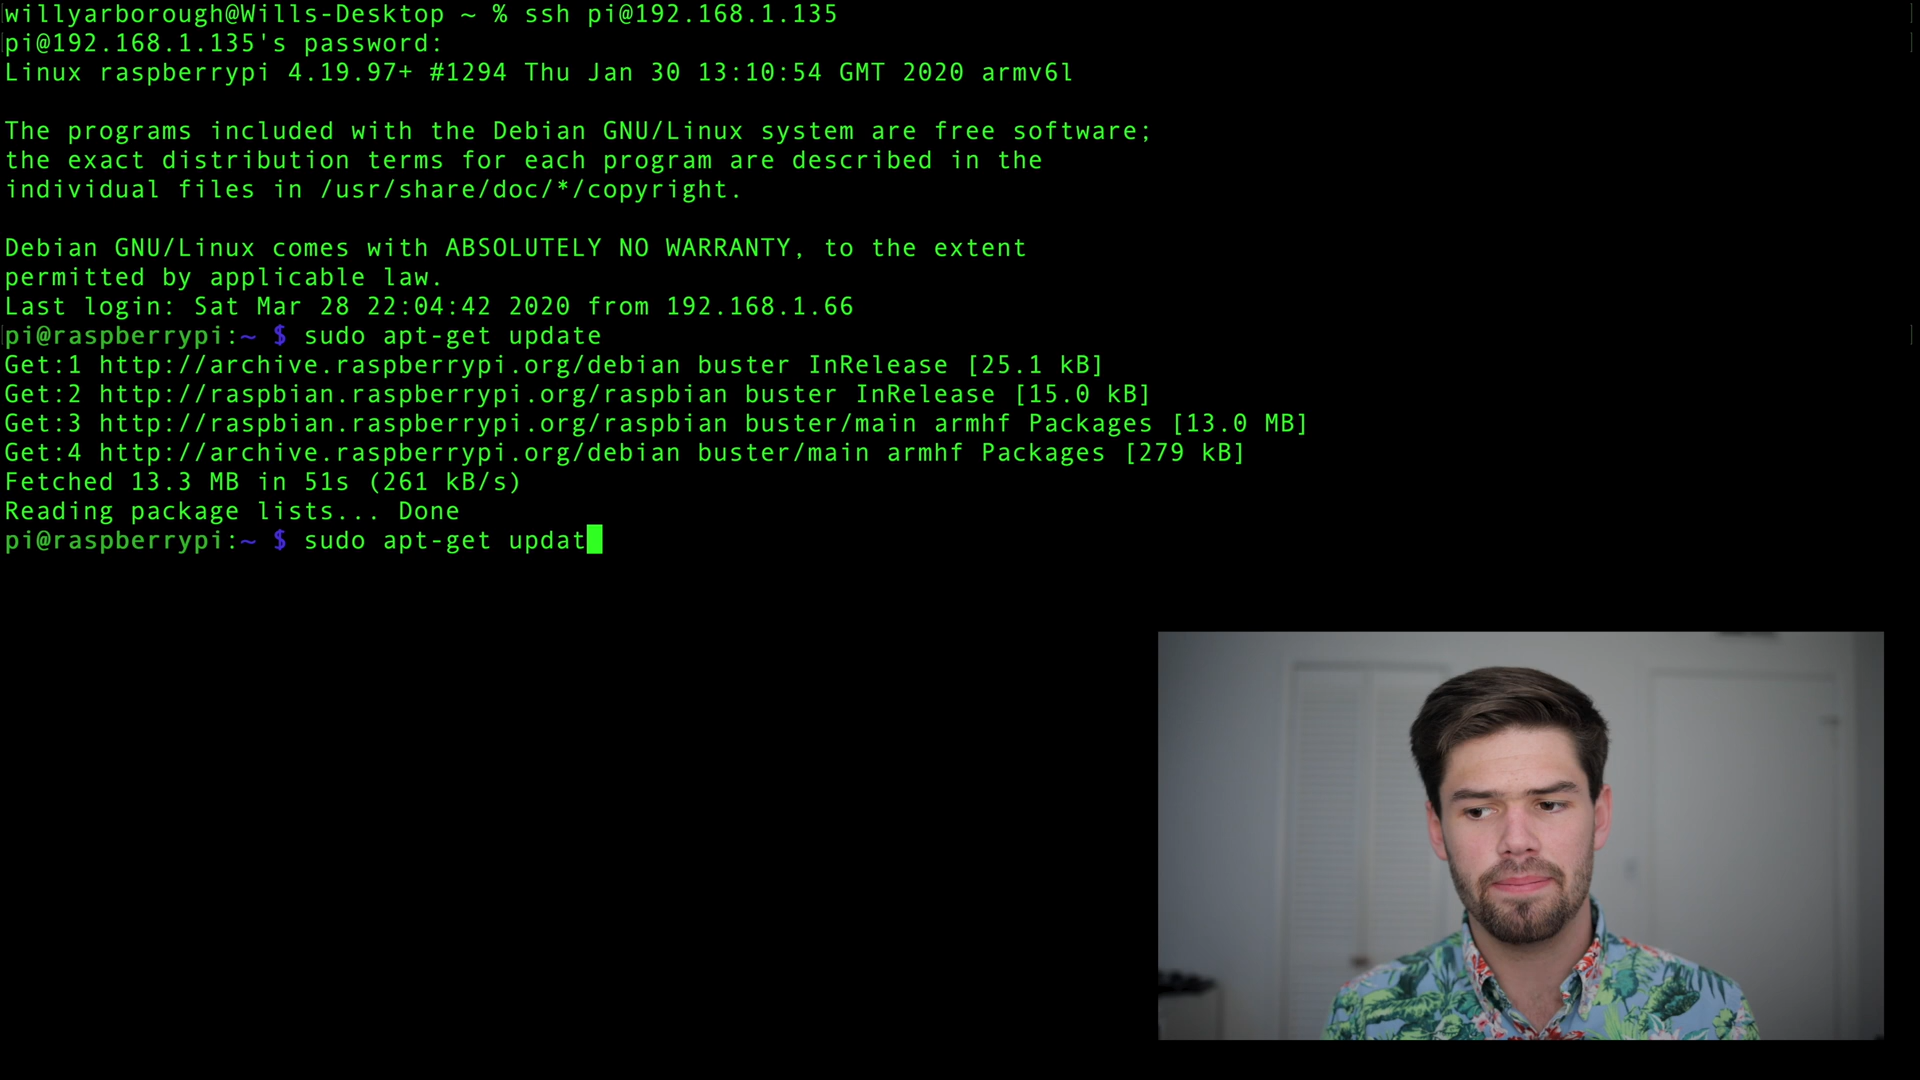 willyarborough@Wills-Desktop ~ % ssh pi@192.168.1.135
pi@192.168.1.135's password:
Linux raspberrypi 4.19.97+ #1294 Thu Jan 30 13:10:54 GMT 2020 armv6l
The programs included with the Debian GNU/Linux system are free software;
the exact distribution terms for each program are described in the
individual files in /usr/share/doc/*/copyright.
Debian GNU/Linux comes with ABSOLUTELY NO WARRANTY, to the extent
permitted by applicable law.
Last login: Sat Mar 28 22:04:42 2020 from 192.168.1.66
pi@raspberrypi:~ $ sudo apt-get update
Get:1 http://archive.raspberrypi.org/debian buster InRelease [25.1 kB]
Get:2 http://raspbian.raspberrypi.org/raspbian buster InRelease [15.0 kB]
Get:3 http://raspbian.raspberrypi.org/raspbian buster/main armhf Packages [13.0 MB]
Get:4 http://archive.raspberrypi.org/debian buster/main armhf Packages [279 kB]
Fetched 13.3 MB in 51s (261 kB/s)
Reading package lists... Done
pi@raspberrypi:~ $ sudo apt-get updat